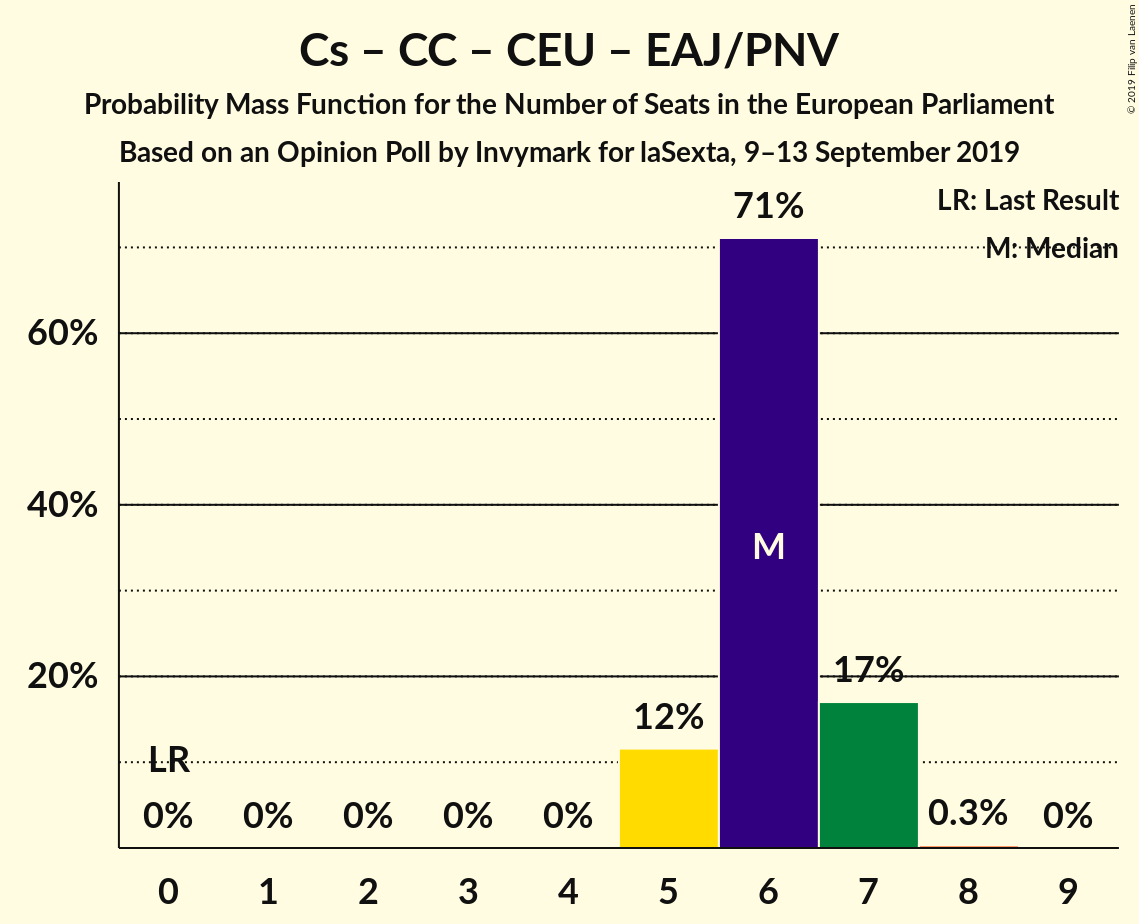 Cs – CC – CEU – EAJ/PNV
Probability Mass Function for the Number of Seats in the European Parliament
Based on an Opinion Poll by Invymark for laSexta, 9–13 September 2019
© 2019 Filip van Laenen
LR: Last Result
M: Median
71%
60%
40%
M
20%
17%
12%
LR
0% 0% 0% 0% 0% 0.3% 0%
0 1 2 3 4 5 6 7 8 9